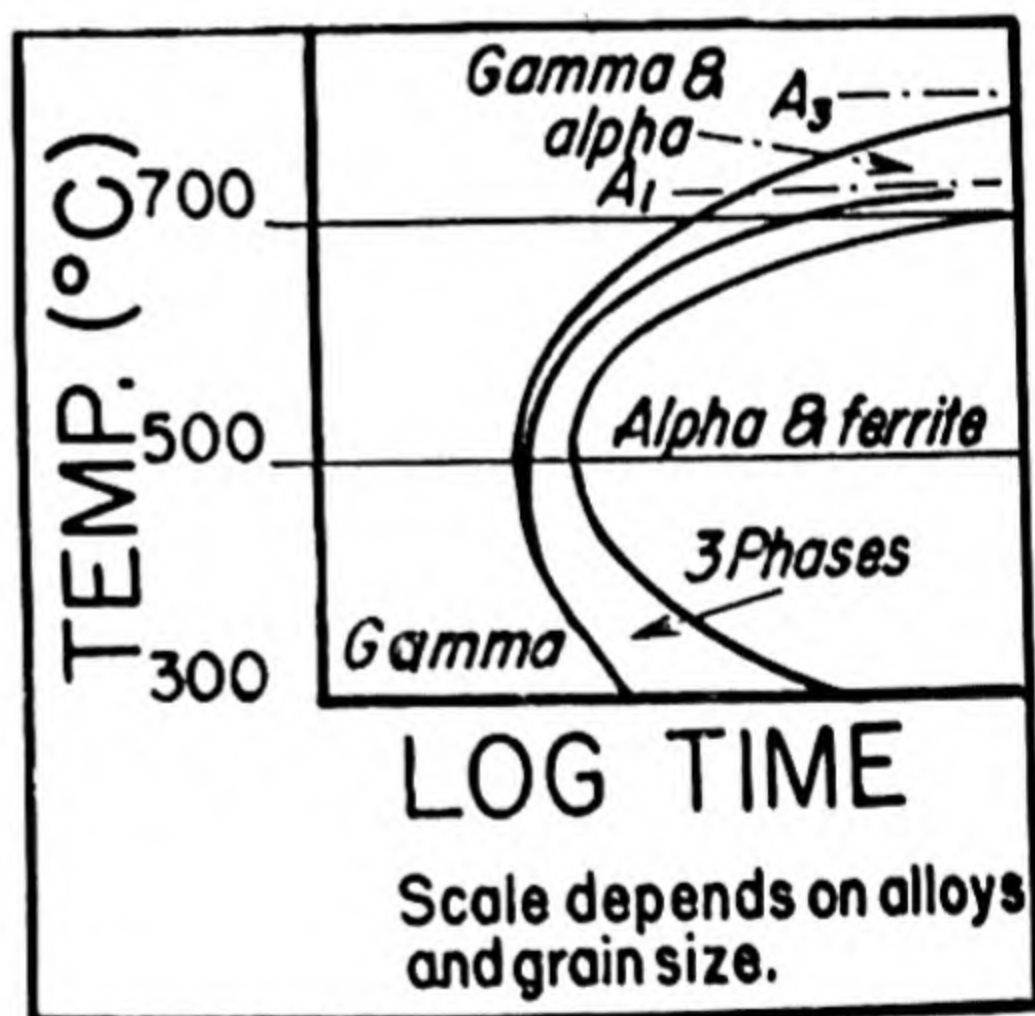 Gamma &
alpha
A₃
A₁
700
500
300
TEMP. (°C)
Alpha & ferrite
3 Phases
Gamma
LOG TIME
Scale depends on alloys
and grain size.